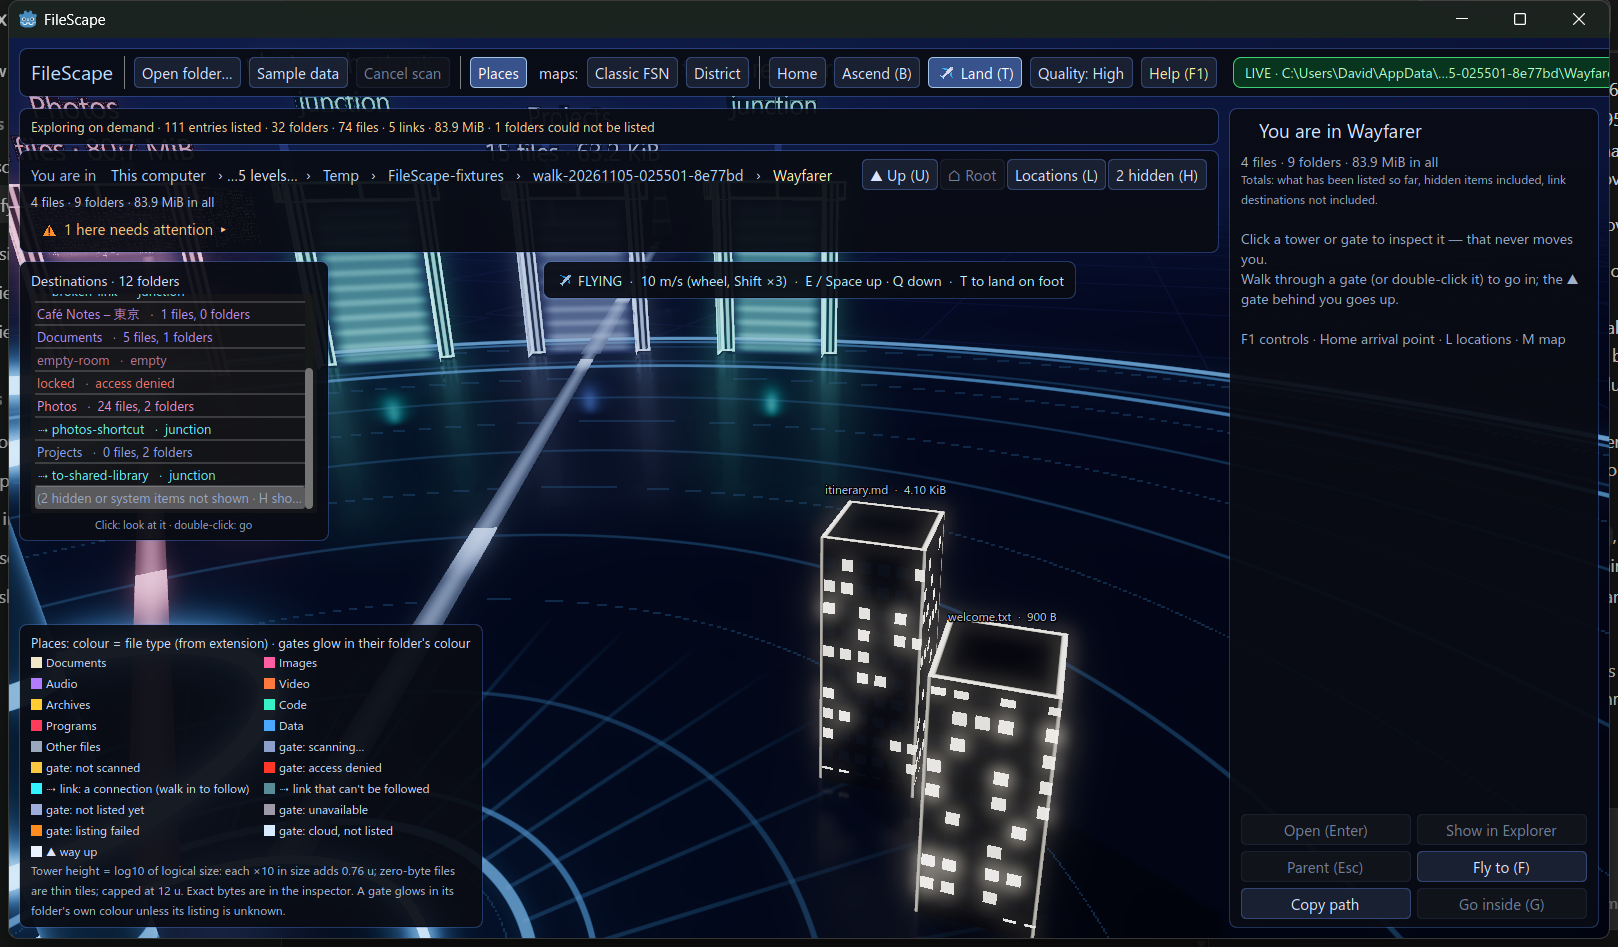 FileScape
FileScape
Open folder...
Sample data
Cancel scan
Places
maps:
Classic FSN
District
Home
Ascend (B)
Land (T)
Quality: High
Help (F1)
LIVE · C:\Users\David\AppData\...5-025501-8e77bd\Wayfar
Photos
junction
Projects
junction
Exploring on demand · 111 entries listed · 32 folders · 74 files · 5 links · 83.9 MiB · 1 folders could not be listed
files · 80.7 MiB
15 files · 63.2 KiB
You are in This computer › ...5 levels... › Temp › FileScape-fixtures › walk-20261105-025501-8e77bd › Wayfarer
▲ Up (U)
Root
Locations (L)
2 hidden (H)
4 files · 9 folders · 83.9 MiB in all
1 here needs attention ▸
Destinations · 12 folders
broken-link · junction
Café Notes – 東京 · 1 files, 0 folders
Documents · 5 files, 1 folders
empty-room · empty
locked · access denied
Photos · 24 files, 2 folders
⇢ photos-shortcut · junction
Projects · 0 files, 2 folders
⇢ to-shared-library · junction
(2 hidden or system items not shown · H sho...
Click: look at it · double-click: go
FLYING · 10 m/s (wheel, Shift ×3) · E / Space up · Q down · T to land on foot
itinerary.md · 4.10 KiB
welcome.txt · 900 B
Places: colour = file type (from extension) · gates glow in their folder's colour
Documents
Images
Audio
Video
Archives
Code
Programs
Data
Other files
gate: scanning...
gate: not scanned
gate: access denied
⇢ link: a connection (walk in to follow)
⇢ link that can't be followed
gate: not listed yet
gate: unavailable
gate: listing failed
gate: cloud, not listed
▲ way up
Tower height = log10 of logical size: each ×10 in size adds 0.76 u; zero-byte files
are thin tiles; capped at 12 u. Exact bytes are in the inspector. A gate glows in its
folder's own colour unless its listing is unknown.
You are in Wayfarer
4 files · 9 folders · 83.9 MiB in all
Totals: what has been listed so far, hidden items included, link
destinations not included.
Click a tower or gate to inspect it — that never moves
you.
Walk through a gate (or double-click it) to go in; the ▲
gate behind you goes up.
F1 controls · Home arrival point · L locations · M map
Open (Enter)
Show in Explorer
Parent (Esc)
Fly to (F)
Copy path
Go inside (G)